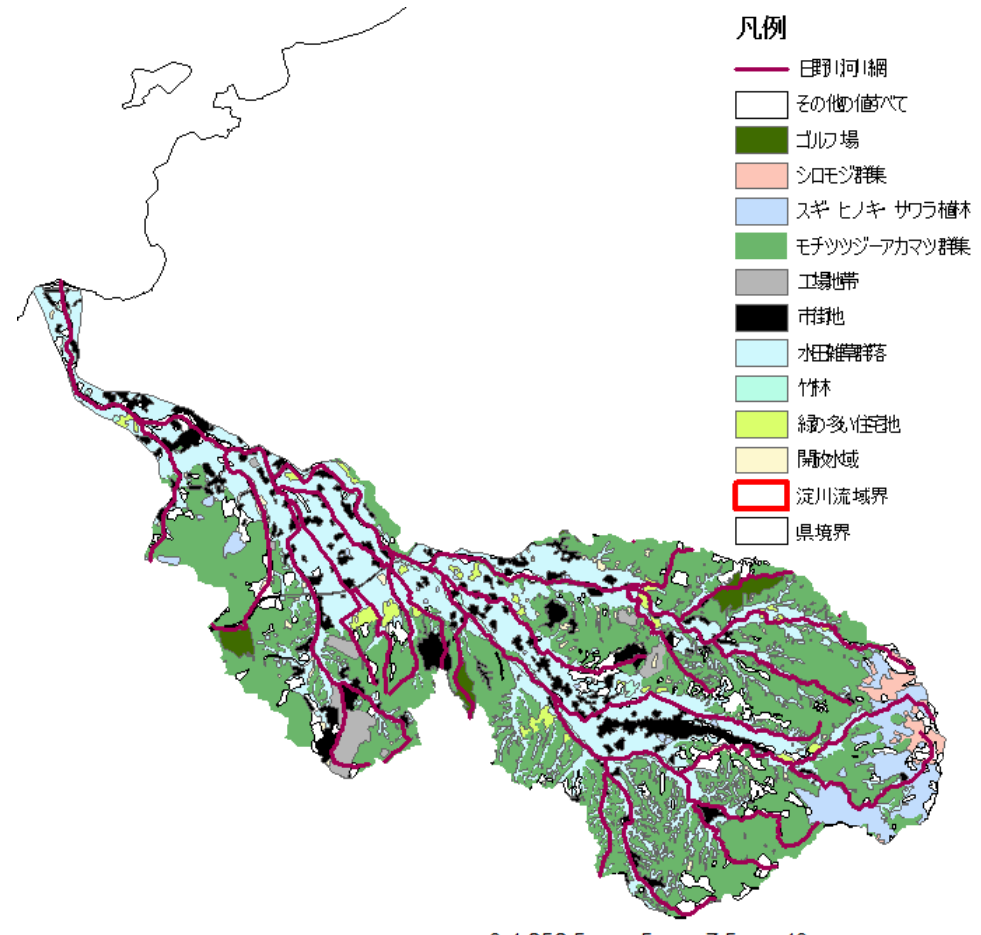 凡例
日野川河川網
その他の値すべて
ゴルフ場
シロモジ群集
スギ・ヒノキ・サワラ植林
モチツツジーアカマツ群集
工場地帯
市街地
水田雑草群落
竹林
緑の多い住宅地
開放水域
淀川流域界
県境界